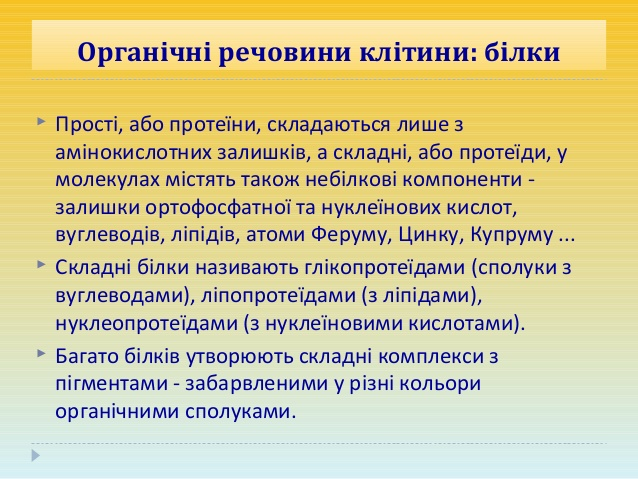 Органічні речовини клітини: білки
Прості, або протеїни, складаються лише з
амінокислотних залишків, а складні, або протеїди, у
молекулах містять також небілкові компоненти -
залишки ортофосфатної та нуклеїнових кислот,
вуглеводів, ліпідів, атоми Феруму, Цинку, Купруму ...
Складні білки називають глікопротеїдами (сполуки з
вуглеводами), ліпопротеїдами (з ліпідами),
нуклеопротеїдами (з нуклеїновими кислотами).
Багато білків утворюють складні комплекси з
пігментами - забарвленими у різні кольори
органічними сполуками.